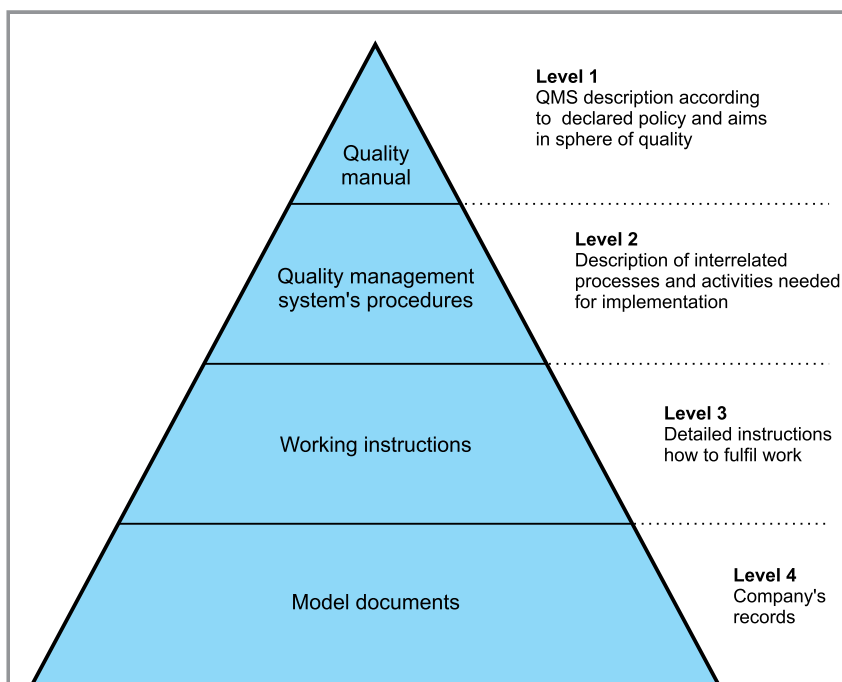 Level 1
QMS description according
to declared policy and aims
in sphere of quality
Quality
manual
Level 2
Description of interrelated
processes and activities needed
for implementation
Quality management
system's procedures
Level 3
Detailed instructions
how to fulfil work
Working instructions
Level 4
Company's
records
Model documents